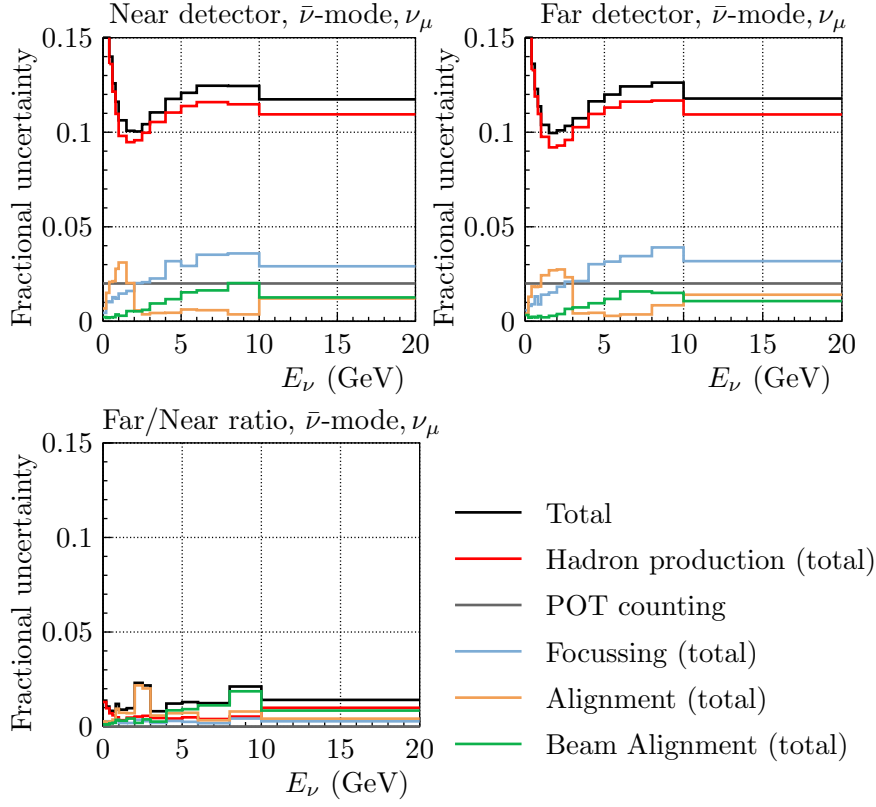 Near detector, ν̄-mode, ν_μ
Fractional uncertainty
0.15
0.1
0.05
0
0 5 10 15 20
E_ν (GeV)
Far detector, ν̄-mode, ν_μ
Fractional uncertainty
0.15
0.1
0.05
0
0 5 10 15 20
E_ν (GeV)
Far/Near ratio, ν̄-mode, ν_μ
Fractional uncertainty
0.15
0.1
0.05
0
0 5 10 15 20
E_ν (GeV)
Total
Hadron production (total)
POT counting
Focussing (total)
Alignment (total)
Beam Alignment (total)